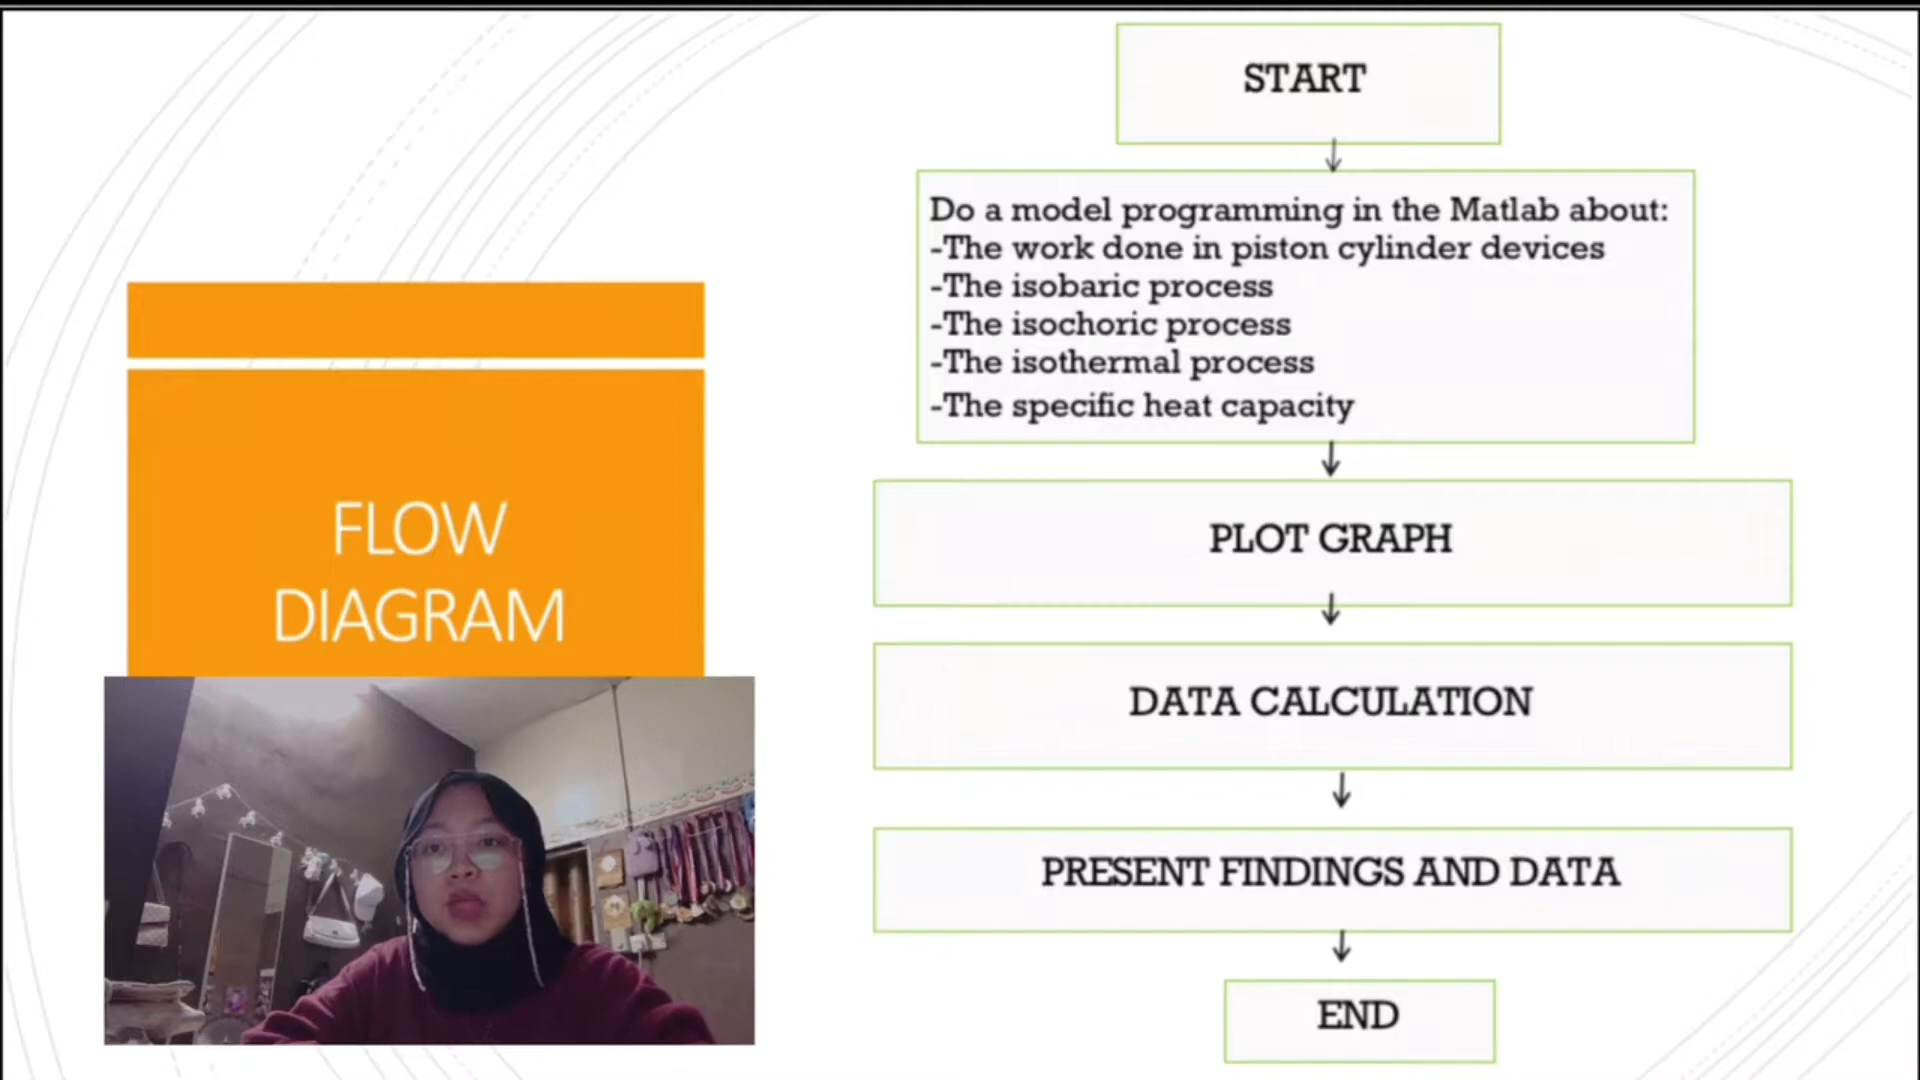 FLOW
DIAGRAM
START
Do a model programming in the Matlab about:
-The work done in piston cylinder devices
-The isobaric process
-The isochoric process
-The isothermal process
-The specific heat capacity
PLOT GRAPH
DATA CALCULATION
PRESENT FINDINGS AND DATA
END